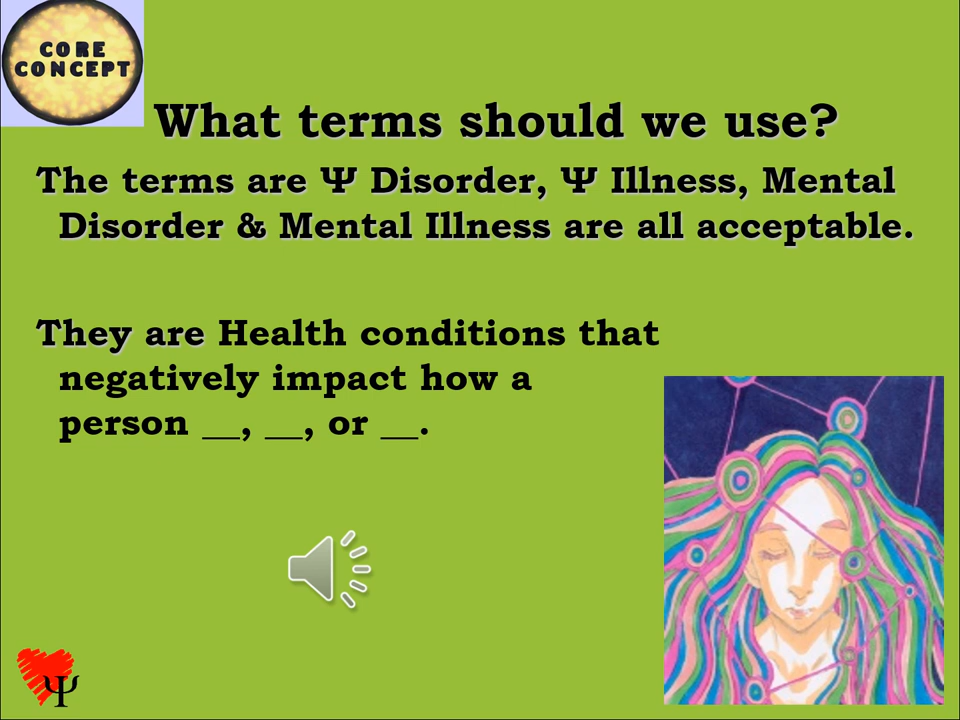 CORE
CONCEPT
What terms should we use?
The terms are Ψ Disorder, Ψ Illness, Mental
Disorder & Mental Illness are all acceptable.
They are Health conditions that
negatively impact how a
person __, __, or __.
Ψ